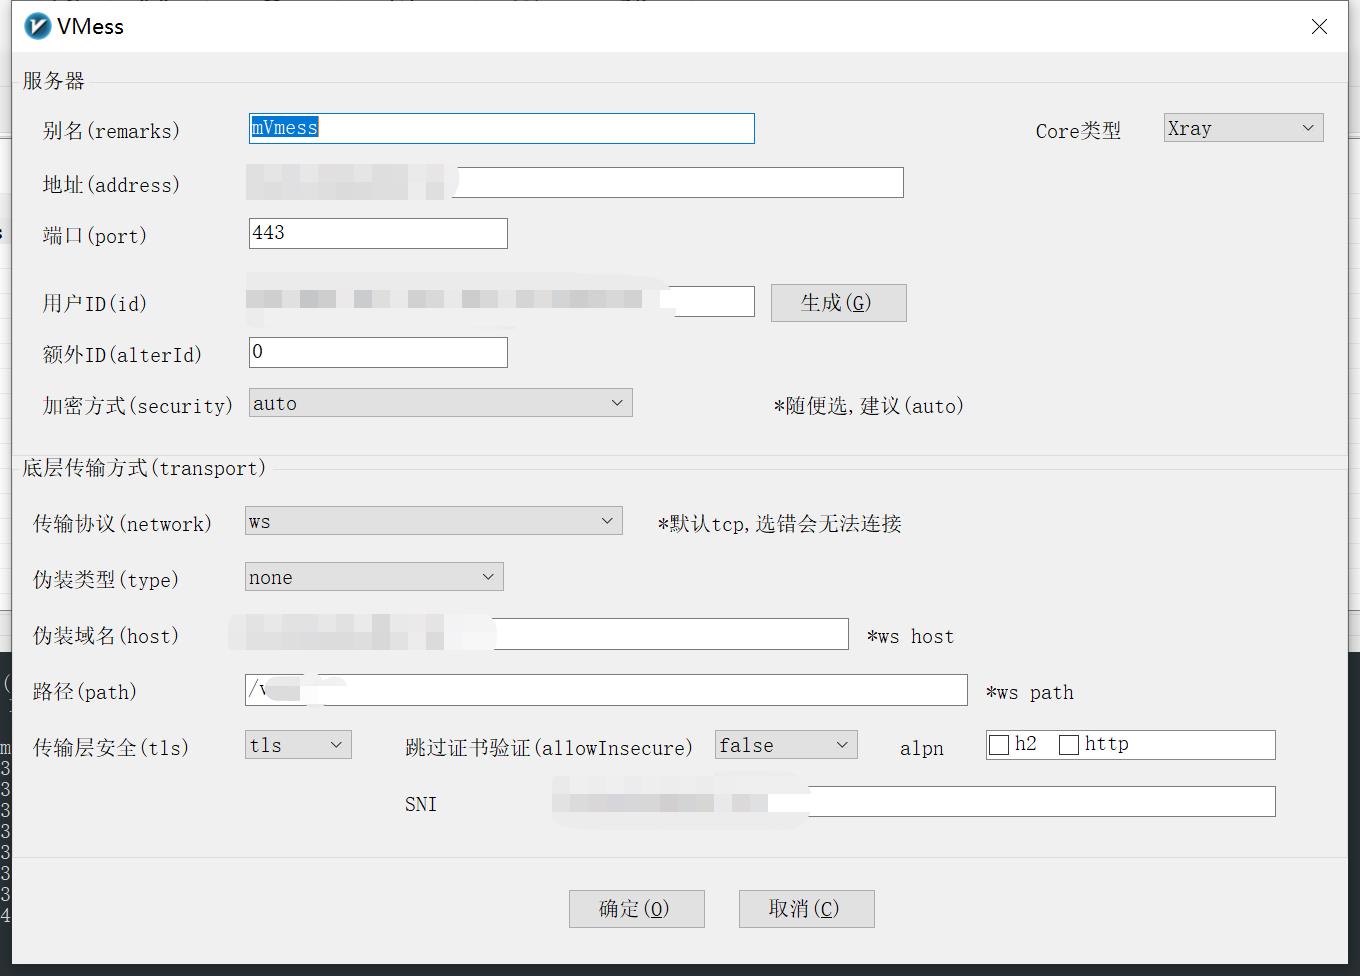 VMess
服务器
别名(remarks) mVmess Core类型 Xray
地址(address)
端口(port) 443
用户ID(id) 生成(G)
额外ID(alterId) 0
加密方式(security) auto *随便选,建议(auto)
底层传输方式(transport)
传输协议(network) ws *默认tcp,选错会无法连接
伪装类型(type) none
伪装域名(host) *ws host
路径(path) /v *ws path
传输层安全(tls) tls 跳过证书验证(allowInsecure) false alpn h2 http
SNI
确定(O) 取消(C)